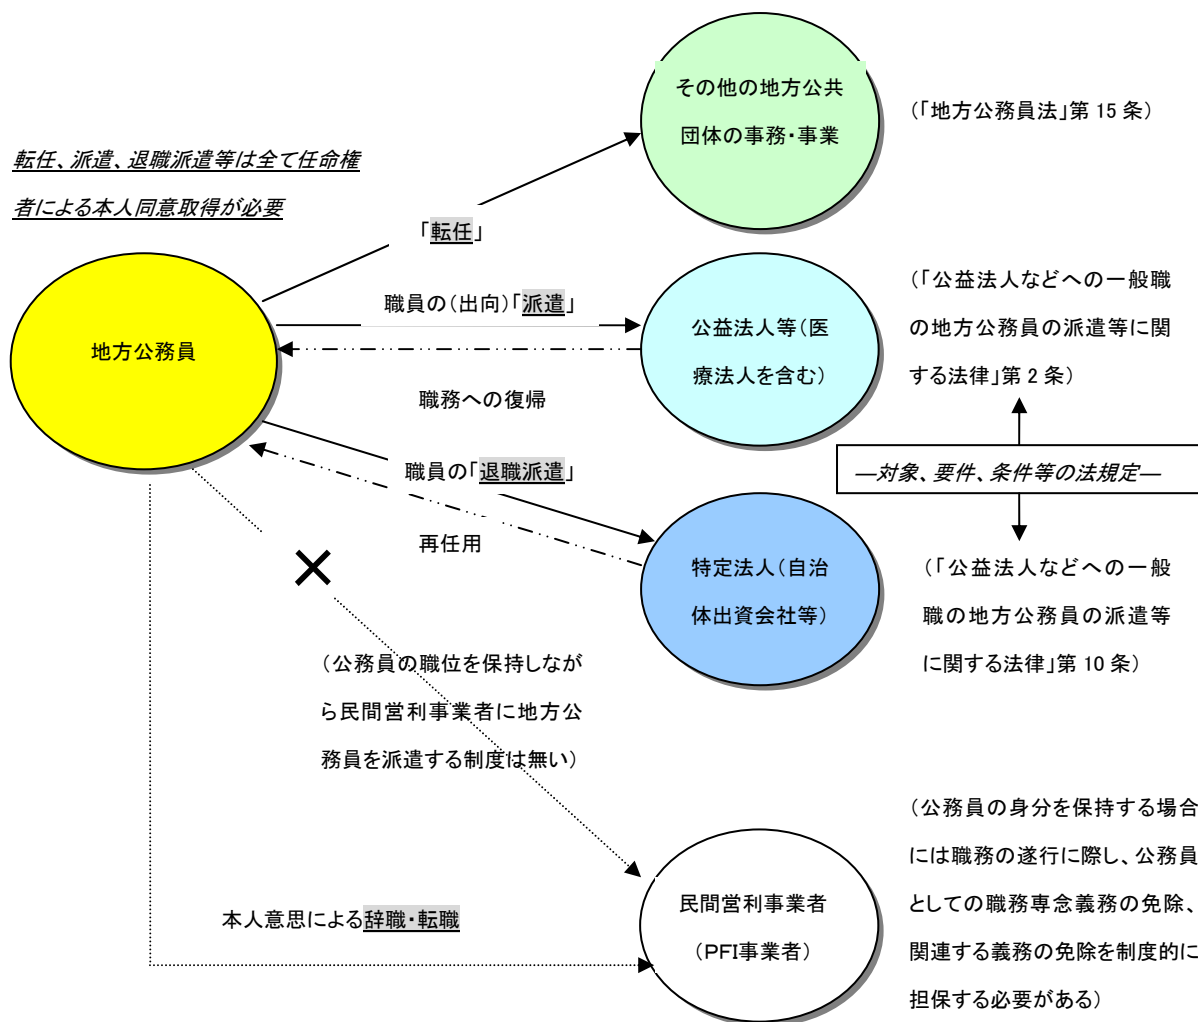 その他の地方公共
団体の事務・事業
(「地方公務員法」第 15 条)
転任、派遣、退職派遣等は全て任命権
者による本人同意取得が必要
「転任」
職員の(出向)「派遣」
地方公務員
公益法人等(医
療法人を含む)
(「公益法人などへの一般職
の地方公務員の派遣等に関
する法律」第 2 条)
職務への復帰
職員の「退職派遣」
―対象、要件、条件等の法規定―
再任用
特定法人(自治
体出資会社等)
(「公益法人などへの一般
職の地方公務員の派遣等
に関する法律」第 10 条)
(公務員の職位を保持しなが
ら民間営利事業者に地方公
務員を派遣する制度は無い)
民間営利事業者
(PFI事業者)
(公務員の身分を保持する場合
には職務の遂行に際し、公務員
としての職務専念義務の免除、
関連する義務の免除を制度的に
担保する必要がある)
本人意思による辞職・転職